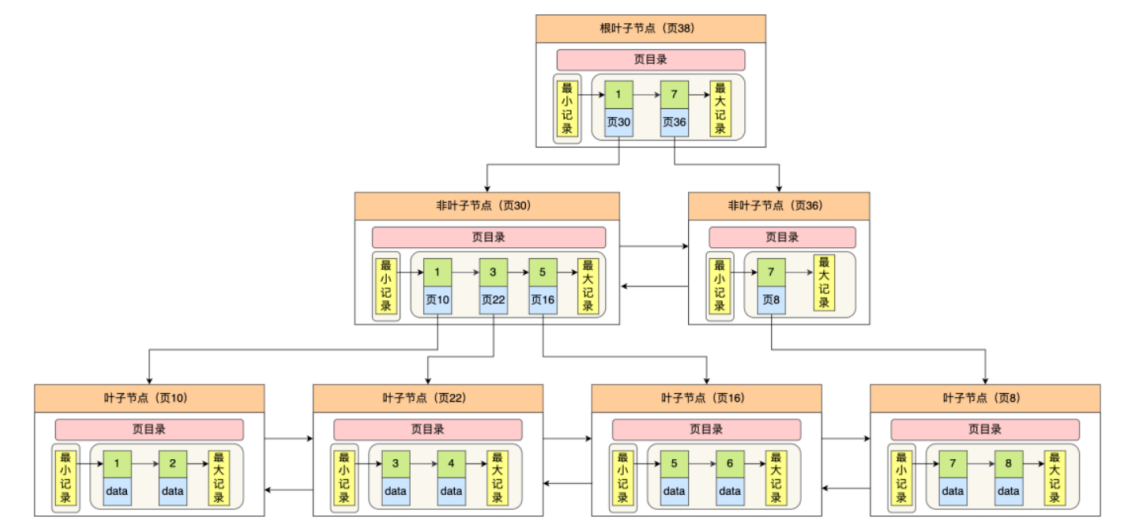 根叶子节点（页38）
页目录
最小记录
1
7
最大记录
页30
页36
非叶子节点（页30）
页目录
最小记录
1
3
5
最大记录
页10
页22
页16
非叶子节点（页36）
页目录
最小记录
7
最大记录
页8
叶子节点（页10）
页目录
最小记录
1
2
最大记录
data
data
叶子节点（页22）
页目录
最小记录
3
4
最大记录
data
data
叶子节点（页16）
页目录
最小记录
5
6
最大记录
data
data
叶子节点（页8）
页目录
最小记录
7
8
最大记录
data
data